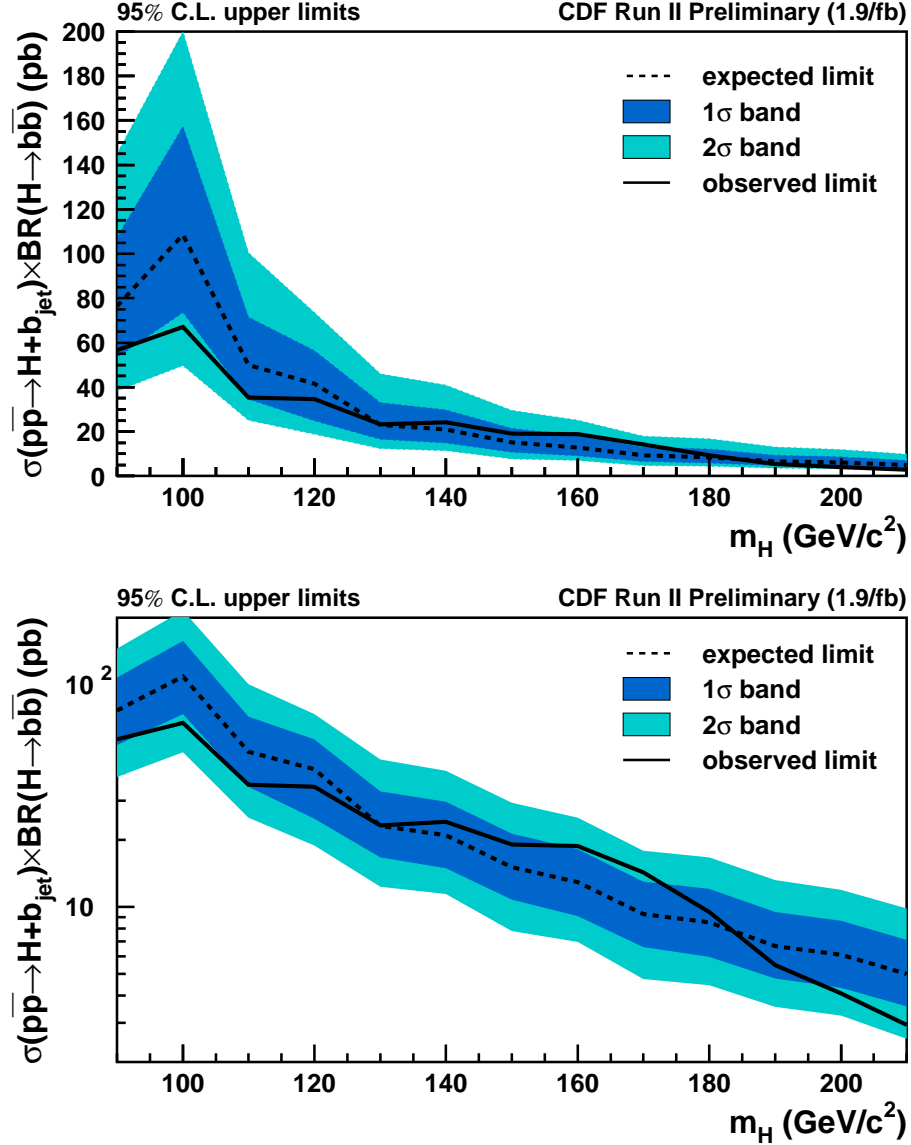 95% C.L. upper limits CDF Run II Preliminary (1.9/fb)
σ(pp̅→H+b_jet)×BR(H→bb̅) (pb)
200
180
160
140
120
100
80
60
40
20
0
expected limit
1σ band
2σ band
observed limit
100 120 140 160 180 200
m_H (GeV/c²)
95% C.L. upper limits CDF Run II Preliminary (1.9/fb)
σ(pp̅→H+b_jet)×BR(H→bb̅) (pb)
10²
10
expected limit
1σ band
2σ band
observed limit
100 120 140 160 180 200
m_H (GeV/c²)